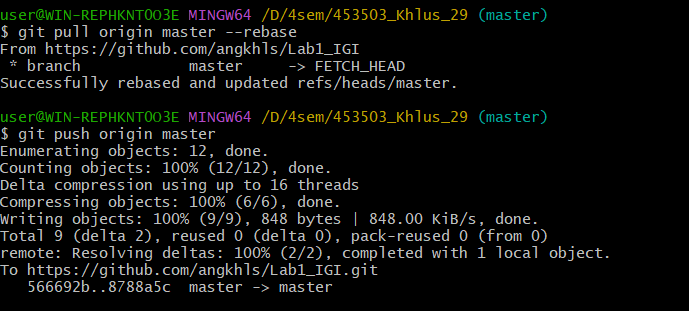 user@WIN-REPHKNTOO3E MINGW64 /D/4sem/453503_Khlus_29 (master)
$ git pull origin master --rebase
From https://github.com/angkhls/Lab1_IGI
 * branch            master     -> FETCH_HEAD
Successfully rebased and updated refs/heads/master.

user@WIN-REPHKNTOO3E MINGW64 /D/4sem/453503_Khlus_29 (master)
$ git push origin master
Enumerating objects: 12, done.
Counting objects: 100% (12/12), done.
Delta compression using up to 16 threads
Compressing objects: 100% (6/6), done.
Writing objects: 100% (9/9), 848 bytes | 848.00 KiB/s, done.
Total 9 (delta 2), reused 0 (delta 0), pack-reused 0 (from 0)
remote: Resolving deltas: 100% (2/2), completed with 1 local object.
To https://github.com/angkhls/Lab1_IGI.git
   566692b..8788a5c  master -> master